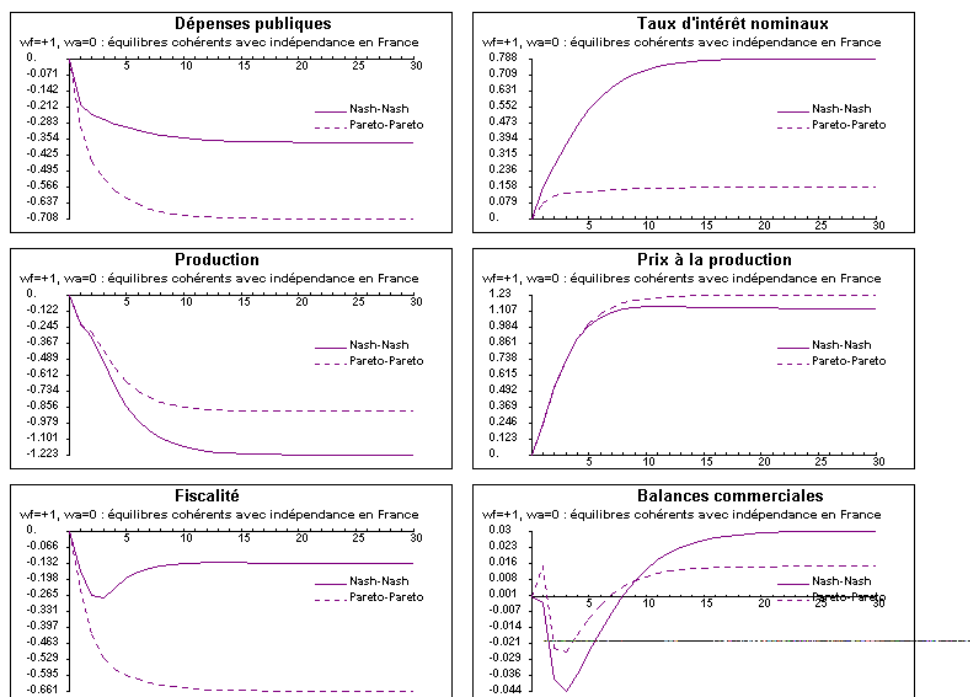 Dépenses publiques
wf=+1, wa=0 : équilibres cohérents avec indépendance en France
0.
-0.071
-0.142
-0.212
-0.283
-0.354
-0.425
-0.495
-0.566
-0.637
-0.708
5 10 15 20 25 30
Nash-Nash
Pareto-Pareto
Taux d'intérêt nominaux
wf=+1, wa=0 : équilibres cohérents avec indépendance en France
0.788
0.709
0.631
0.552
0.473
0.394
0.315
0.236
0.158
0.079
0.
5 10 15 20 25 30
Nash-Nash
Pareto-Pareto
Production
wf=+1, wa=0 : équilibres cohérents avec indépendance en France
0.
-0.122
-0.245
-0.367
-0.489
-0.612
-0.734
-0.856
-0.979
-1.101
-1.223
5 10 15 20 25 30
Nash-Nash
Pareto-Pareto
Prix à la production
wf=+1, wa=0 : équilibres cohérents avec indépendance en France
1.23
1.107
0.984
0.861
0.738
0.615
0.492
0.369
0.246
0.123
0.
5 10 15 20 25 30
Nash-Nash
Pareto-Pareto
Fiscalité
wf=+1, wa=0 : équilibres cohérents avec indépendance en France
0.
-0.066
-0.132
-0.198
-0.265
-0.331
-0.397
-0.463
-0.529
-0.595
-0.661
5 10 15 20 25 30
Nash-Nash
Pareto-Pareto
Balances commerciales
wf=+1, wa=0 : équilibres cohérents avec indépendance en France
0.03
0.023
0.016
0.008
0.001
-0.007
-0.014
-0.021
-0.029
-0.036
-0.044
5 10 15 20 25 30
Nash-Nash
Pareto-Pareto